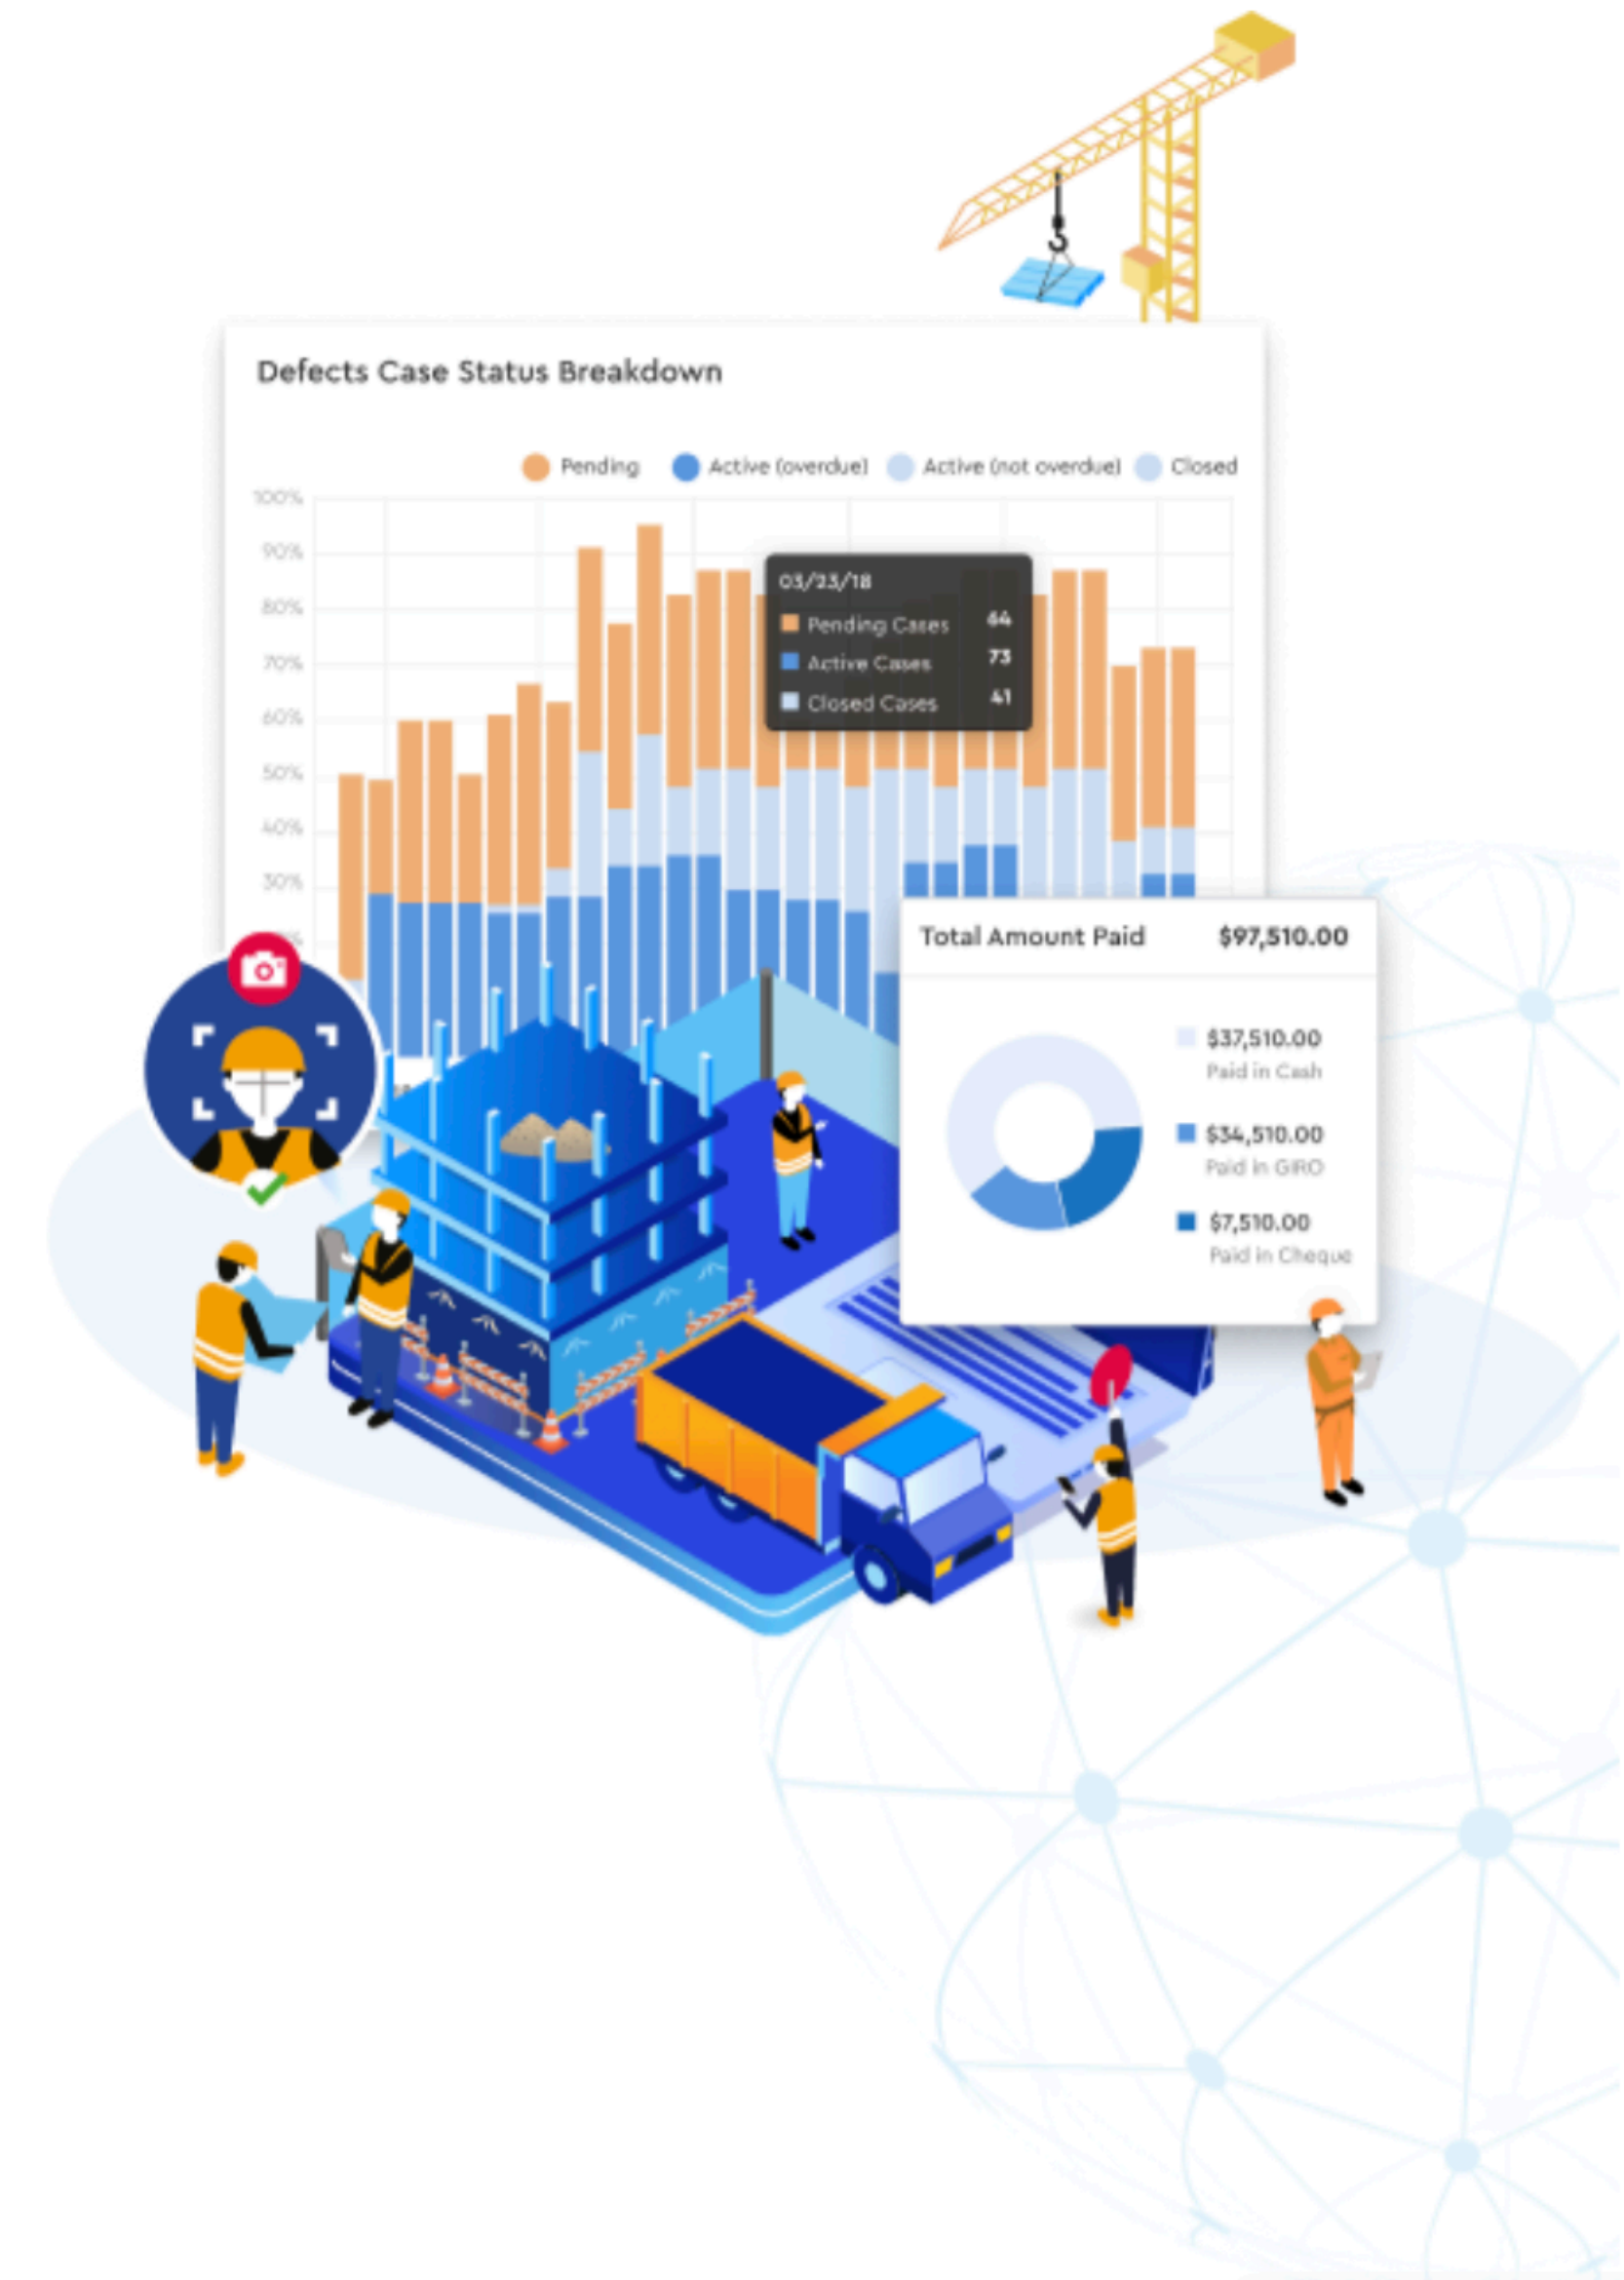 Defects Case Status Breakdown
Pending Active (overdue) Active (not overdue) Closed
100%
90%
80%
70%
60%
50%
40%
30%
%
03/23/18
Pending Cases 64
Active Cases 73
Closed Cases 41
Total Amount Paid $97,510.00
$37,510.00
Paid in Cash
$34,510.00
Paid in GIRO
$7,510.00
Paid in Cheque